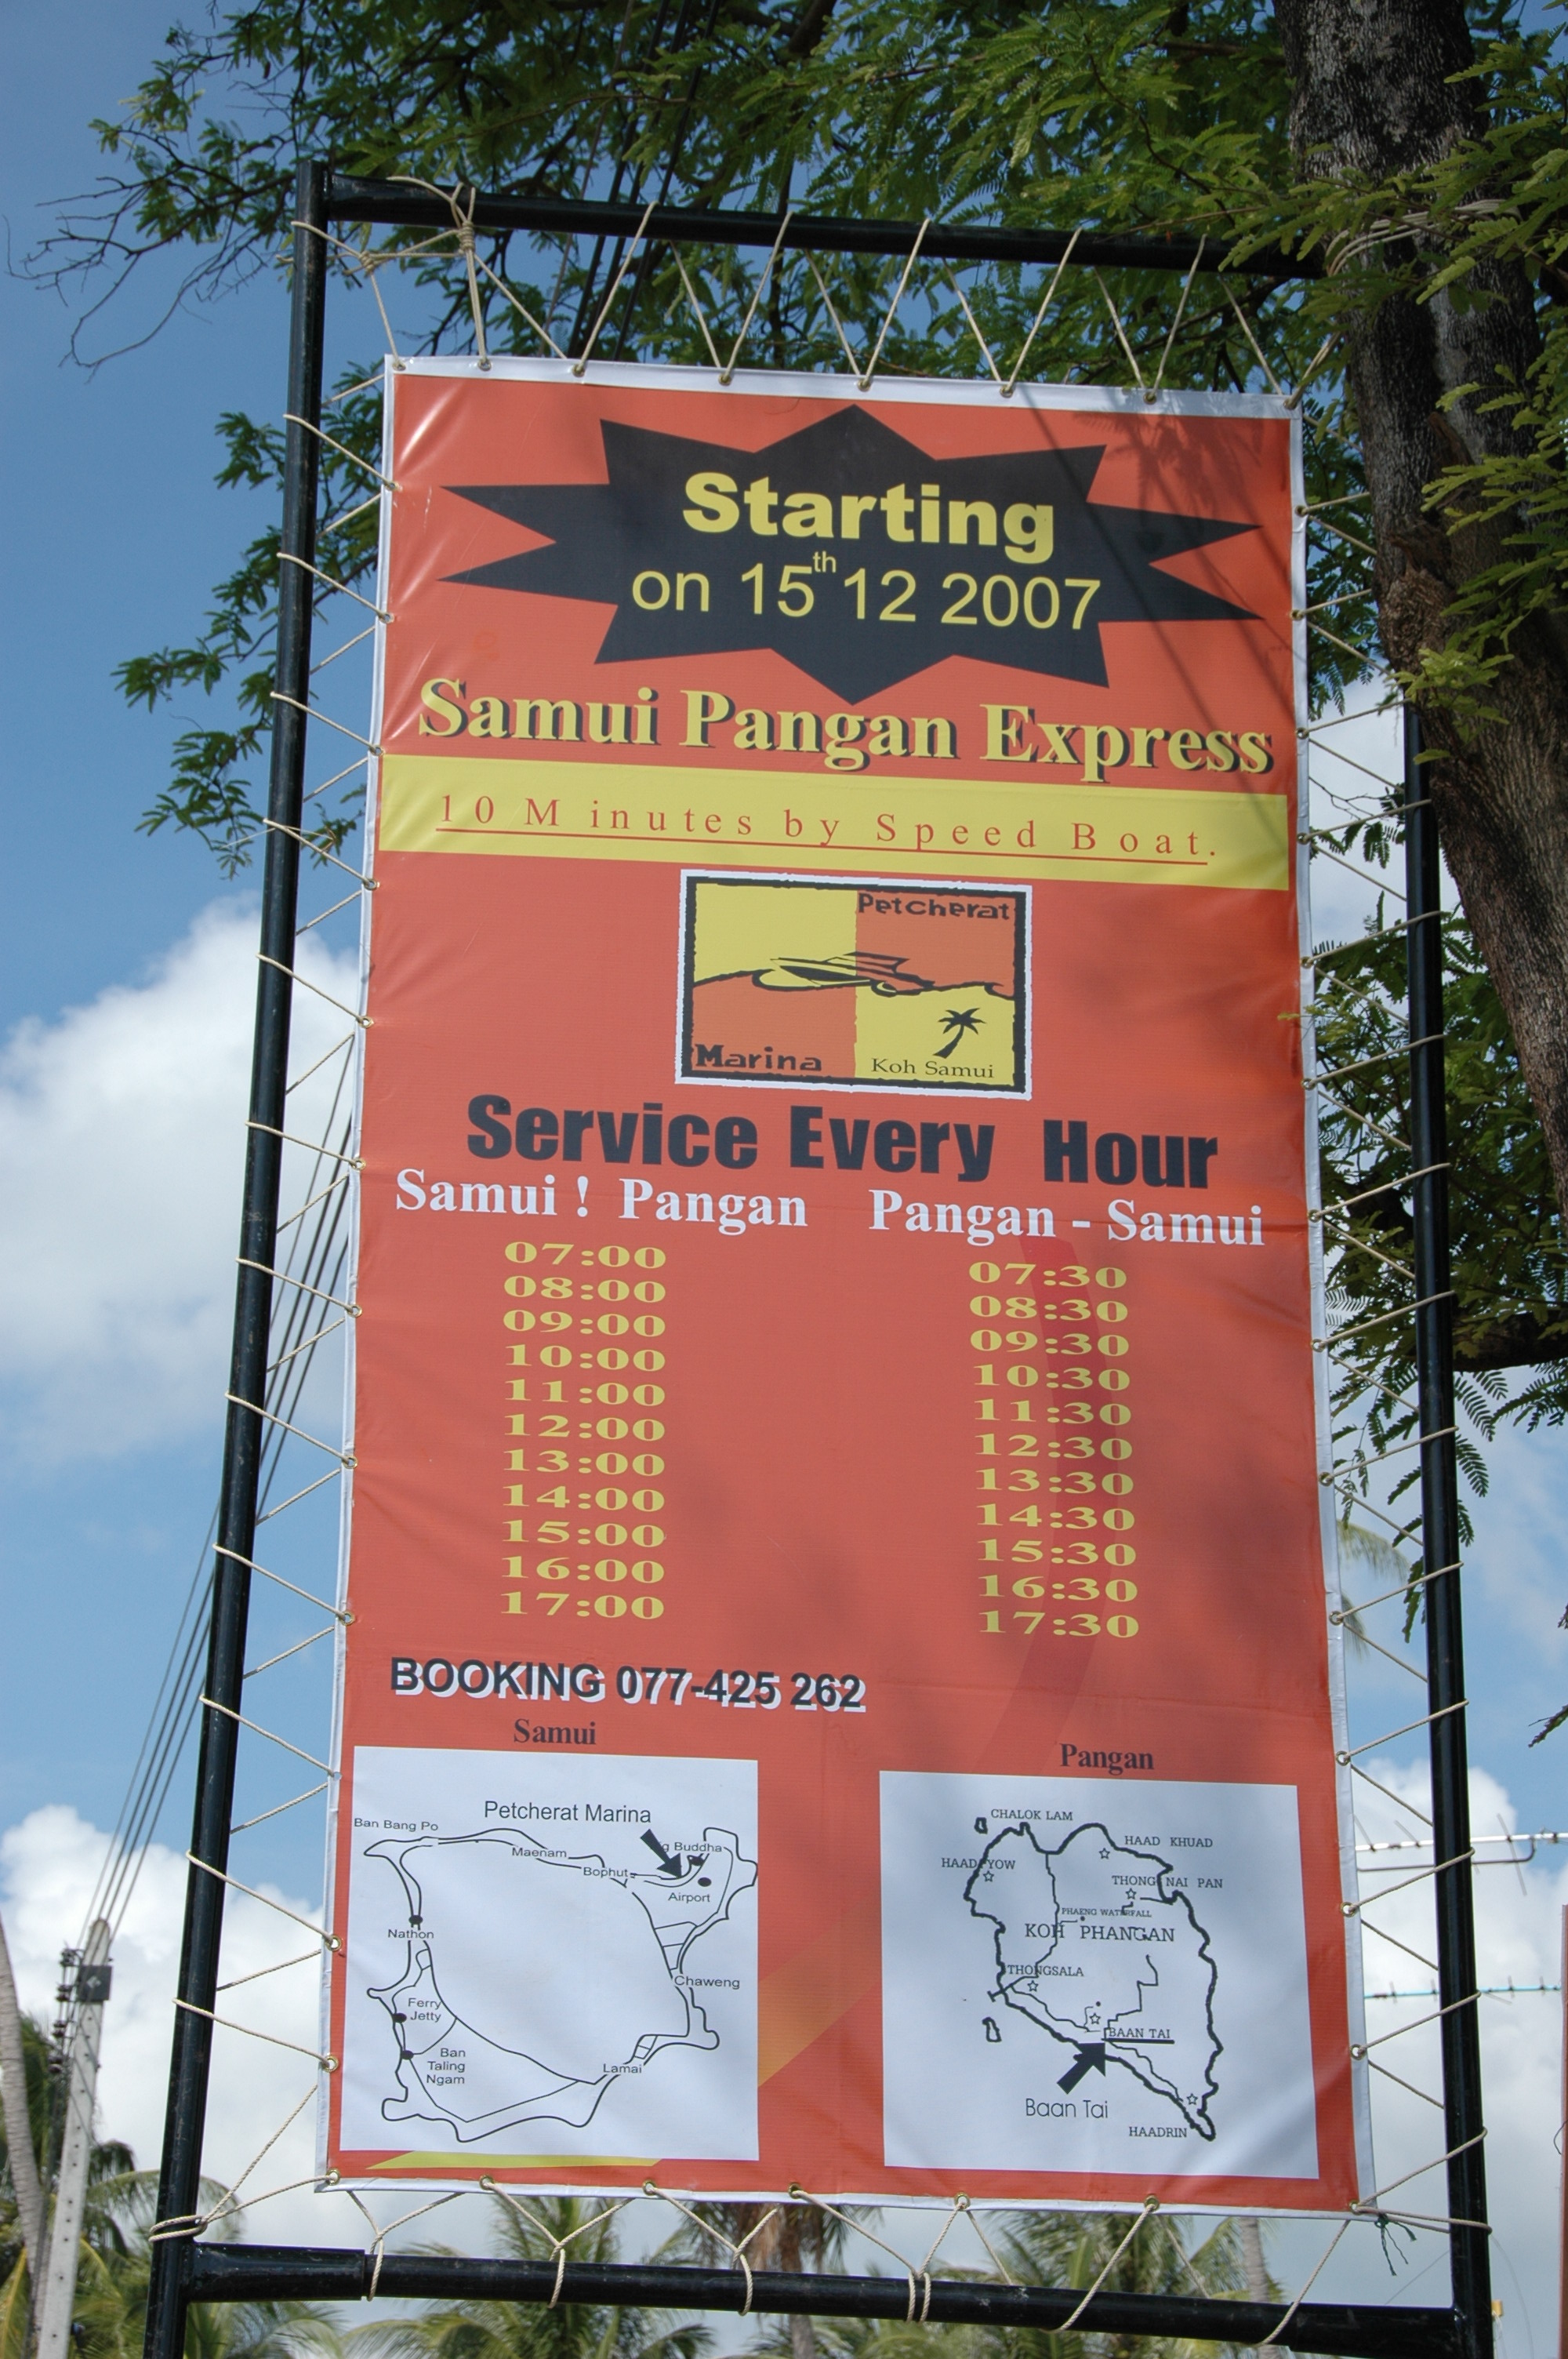 Starting
on 15th 12 2007
Samui Pangan Express
10 Minutes by Speed Boat.
Petcherat
Marina
Koh Samui
Service Every Hour
Samui ! Pangan
07:00
08:00
09:00
10:00
11:00
12:00
13:00
14:00
15:00
16:00
17:00
Pangan - Samui
07:30
08:30
09:30
10:30
11:30
12:30
13:30
14:30
15:30
16:30
17:30
BOOKING 077-425 262
Samui
Petcherat Marina
Ban Bang Po
Maenam
g Buddha
Bophut
Airport
Nathon
Chaweng
Ferry
Jetty
Ban
Taling
Ngam
Lamai
Pangan
CHALOK LAM
HAAD KHUAD
HAAD YOW
THONG NAI PAN
PHAENG WATERFALL
KOH PHANGAN
THONGSALA
BAAN TAI
Baan Tai
HAADRIN